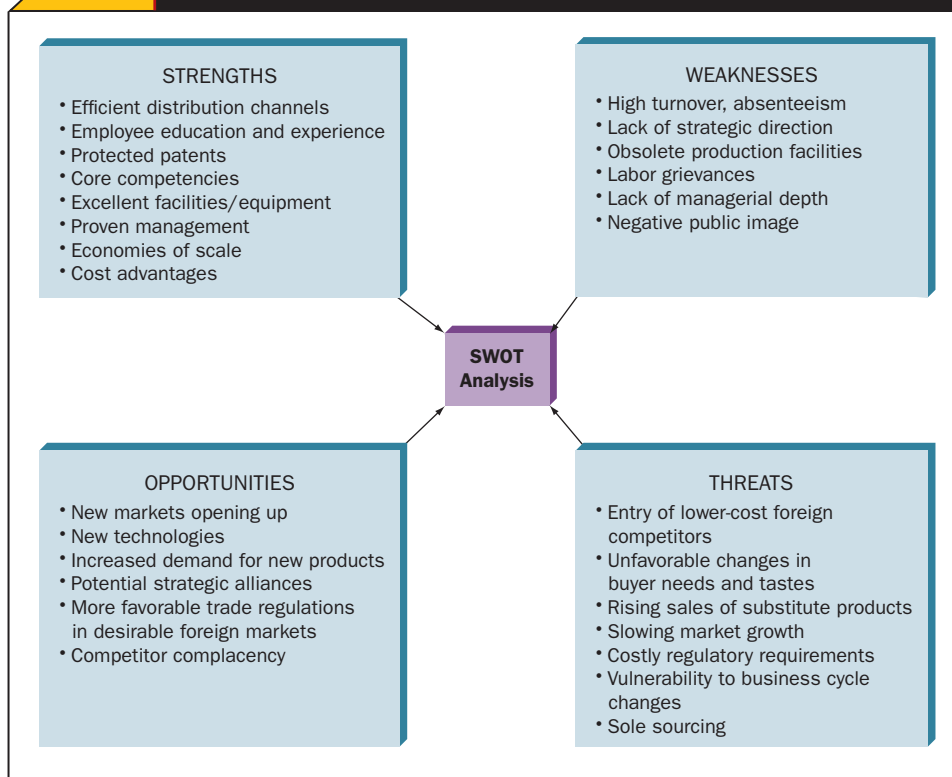 STRENGTHS
• Efficient distribution channels
• Employee education and experience
• Protected patents
• Core competencies
• Excellent facilities/equipment
• Proven management
• Economies of scale
• Cost advantages
WEAKNESSES
• High turnover, absenteeism
• Lack of strategic direction
• Obsolete production facilities
• Labor grievances
• Lack of managerial depth
• Negative public image
SWOT
Analysis
OPPORTUNITIES
• New markets opening up
• New technologies
• Increased demand for new products
• Potential strategic alliances
• More favorable trade regulations
in desirable foreign markets
• Competitor complacency
THREATS
• Entry of lower-cost foreign
competitors
• Unfavorable changes in
buyer needs and tastes
• Rising sales of substitute products
• Slowing market growth
• Costly regulatory requirements
• Vulnerability to business cycle
changes
• Sole sourcing